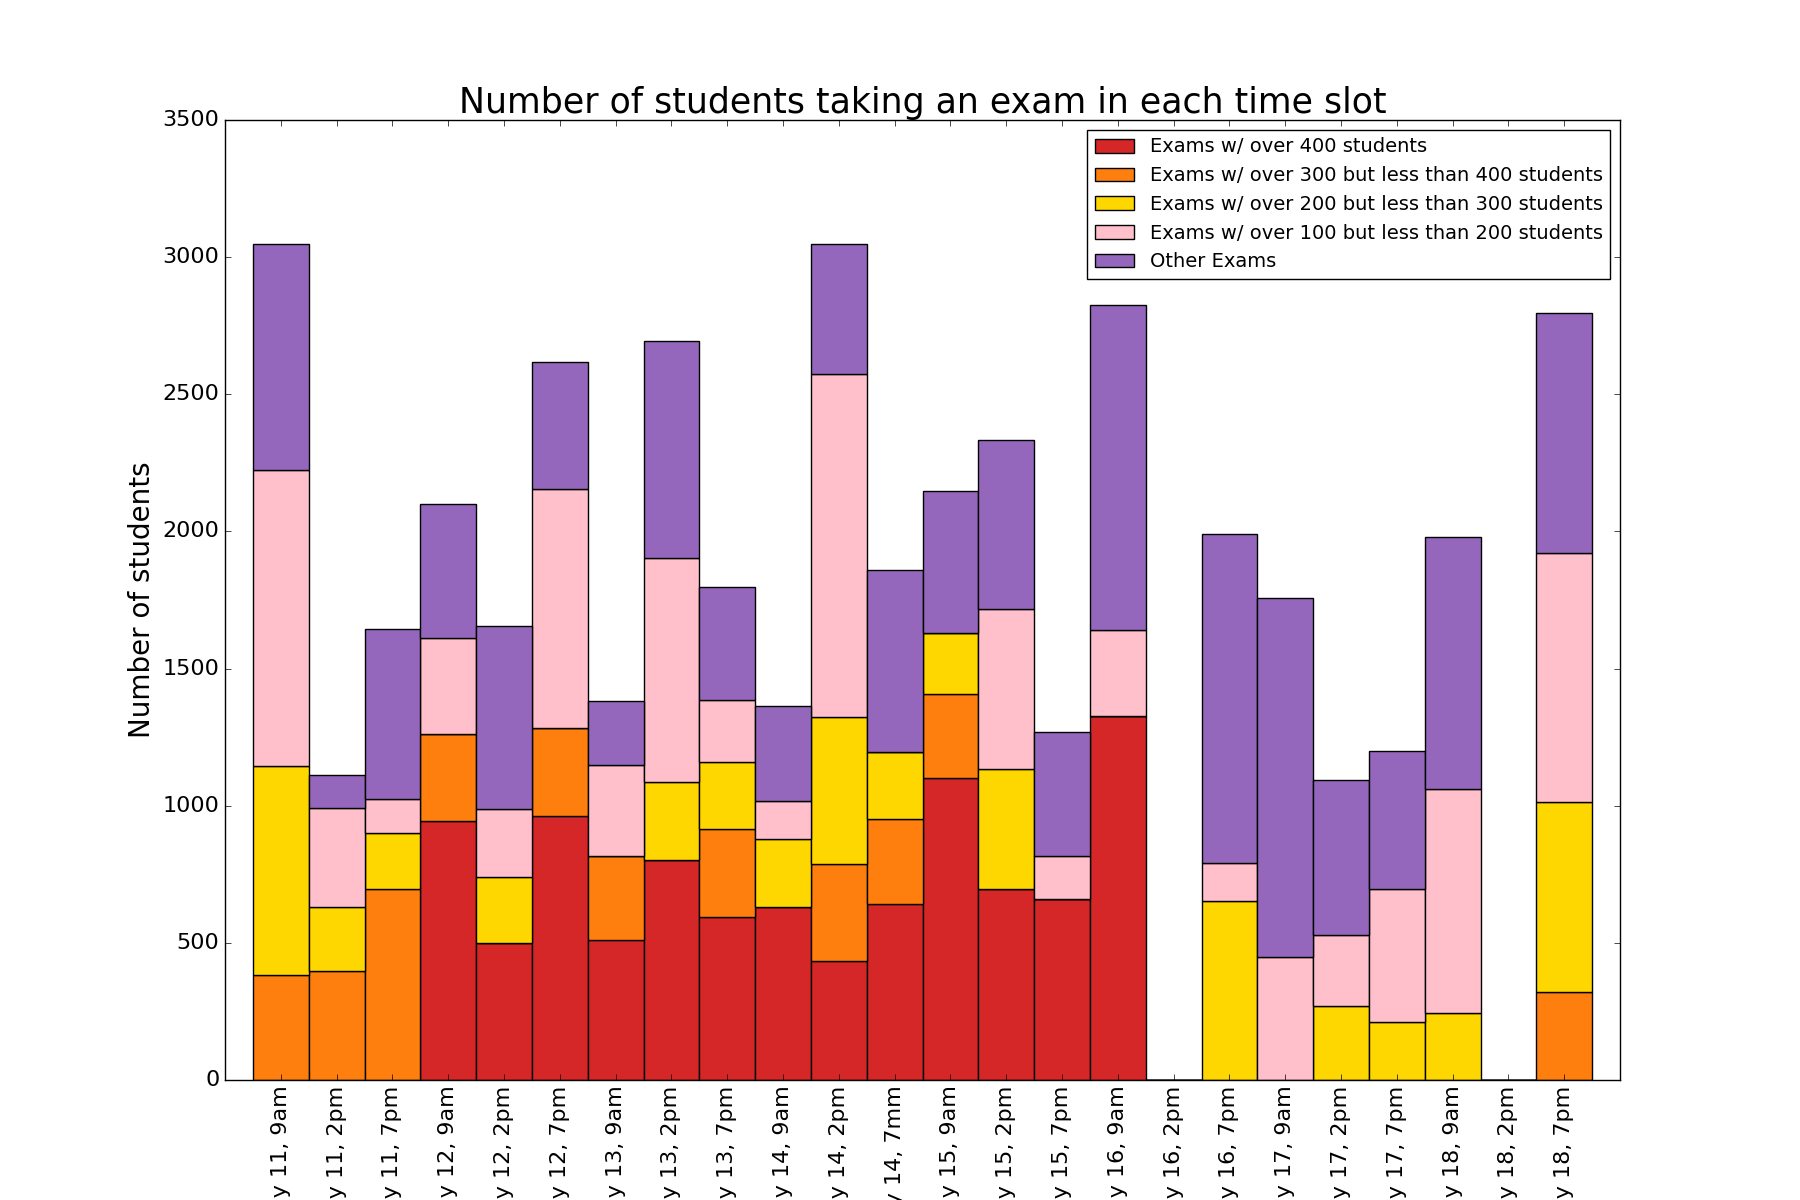 Number of students taking an exam in each time slot
Exams w/ over 400 students
Exams w/ over 300 but less than 400 students
Exams w/ over 200 but less than 300 students
Exams w/ over 100 but less than 200 students
Other Exams
Number of students
3500
3000
2500
2000
1500
1000
500
0
y 11, 9am
y 11, 2pm
y 11, 7pm
y 12, 9am
y 12, 2pm
y 12, 7pm
y 13, 9am
y 13, 2pm
y 13, 7pm
y 14, 9am
y 14, 2pm
y 14, 7mm
y 15, 9am
y 15, 2pm
y 15, 7pm
y 16, 9am
y 16, 2pm
y 16, 7pm
y 17, 9am
y 17, 2pm
y 17, 7pm
y 18, 9am
y 18, 2pm
y 18, 7pm